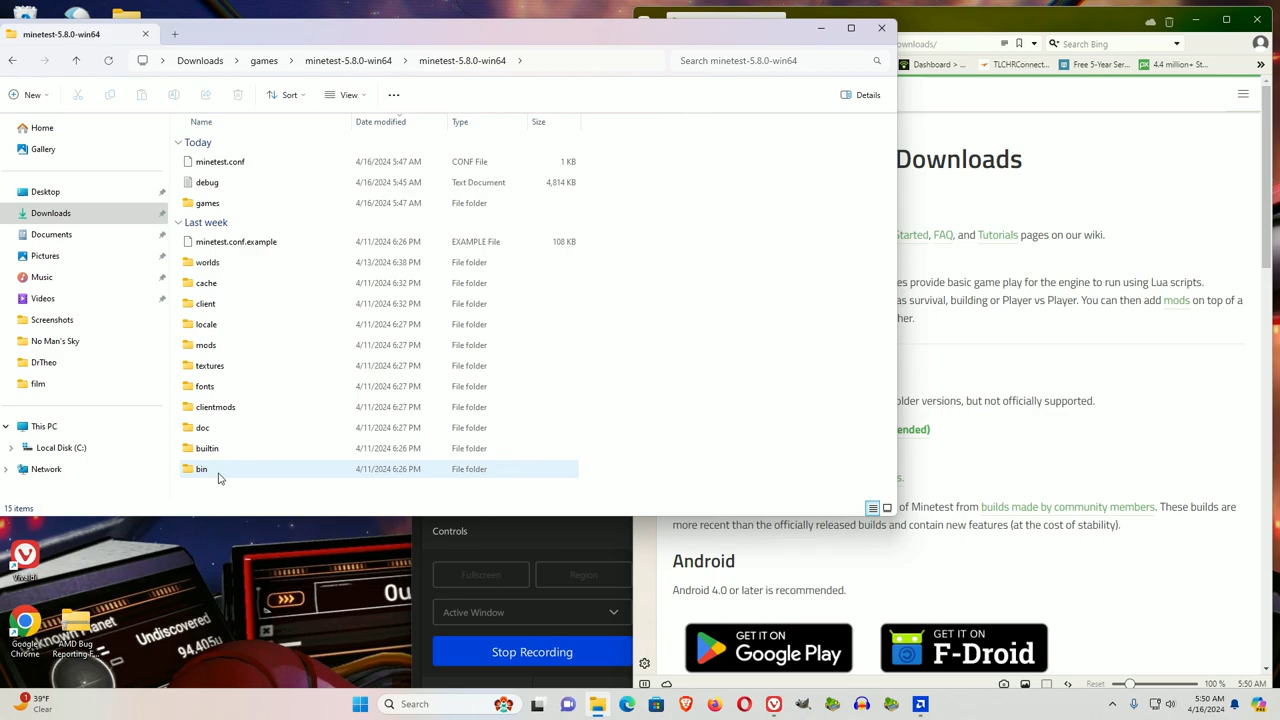 minetest-5.8.0-win64
Downloads
games
minetest-5.8.0-win64
minetest-5.8.0-win64
Search minetest-5.8.0-win64
New
Sort
View
Details
Home
Gallery
Desktop
Downloads
Documents
Pictures
Music
Videos
Screenshots
No Man's Sky
DrTheo
film
This PC
Local Disk (C:)
Network
Name Date modified Type Size
Today
minetest.conf 4/16/2024 5:47 AM CONF File 1 KB
debug 4/16/2024 5:45 AM Text Document 4,814 KB
games 4/16/2024 5:47 AM File folder
Last week
minetest.conf.example 4/11/2024 6:26 PM EXAMPLE File 108 KB
worlds 4/13/2024 6:38 PM File folder
cache 4/11/2024 6:32 PM File folder
client 4/11/2024 6:32 PM File folder
locale 4/11/2024 6:27 PM File folder
mods 4/11/2024 6:27 PM File folder
textures 4/11/2024 6:27 PM File folder
fonts 4/11/2024 6:27 PM File folder
clientmods 4/11/2024 6:27 PM File folder
doc 4/11/2024 6:27 PM File folder
builtin 4/11/2024 6:26 PM File folder
bin 4/11/2024 6:26 PM File folder
15 items
ownloads/
Search Bing
Dashboard > ...
TLCHRConnect...
Free 5-Year Ser...
4.4 million+ St...
Downloads
Started, FAQ, and Tutorials pages on our wiki.
es provide basic game play for the engine to run using Lua scripts.
as survival, building or Player vs Player. You can then add mods on top of a
her.
older versions, but not officially supported.
ended)
s.
of Minetest from builds made by community members. These builds are
more recent than the officially released builds and contain new features (at the cost of stability).
Android
Android 4.0 or later is recommended.
GET IT ON
Google Play
GET IT ON
F-Droid
Reset
100 %
5:50 AM
Controls
Fullscreen
Region
Active Window
Stop Recording
Vivaldi
Google Chrome
AMD Bug Reporting-F...
Undiscovered
94,405u
39°F
Clear
Search
5:50 AM
4/16/2024